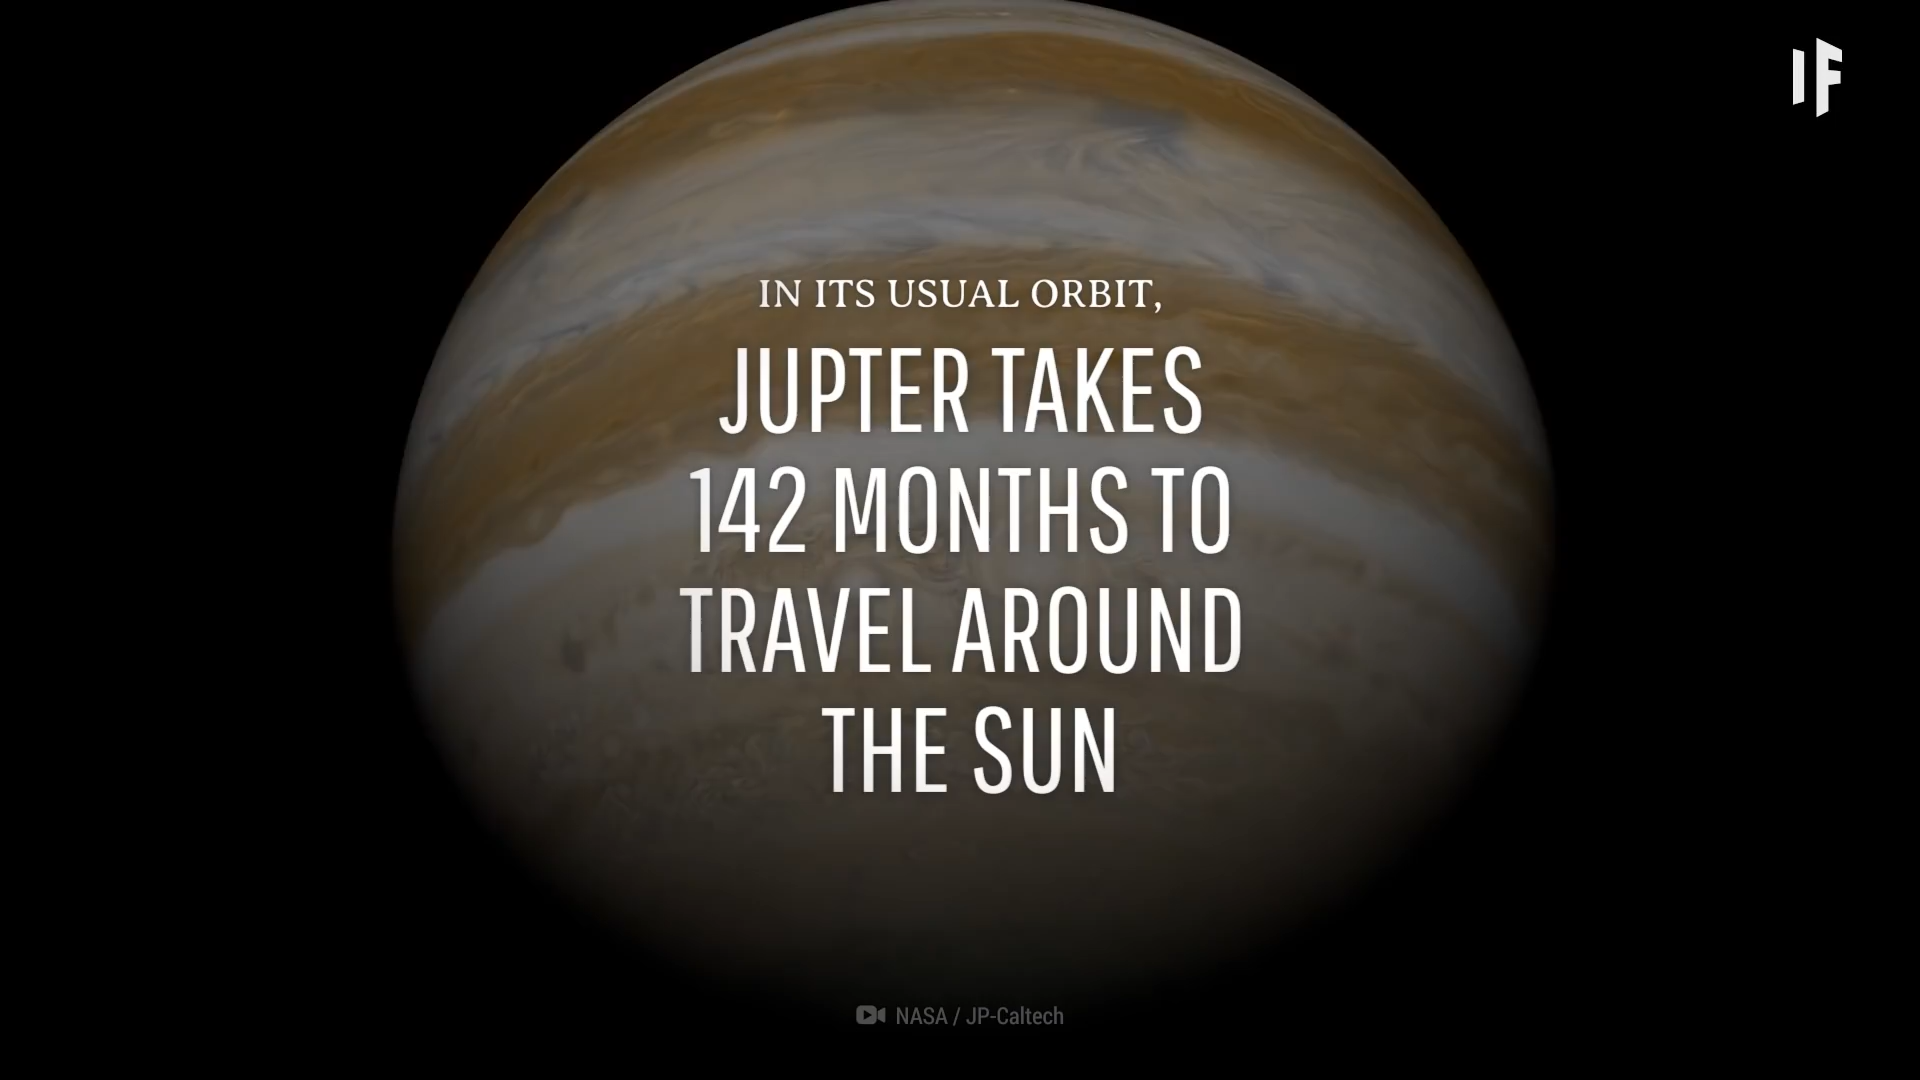 IF
IN ITS USUAL ORBIT,
JUPTER TAKES
142 MONTHS TO
TRAVEL AROUND
THE SUN
NASA / JP-Caltech